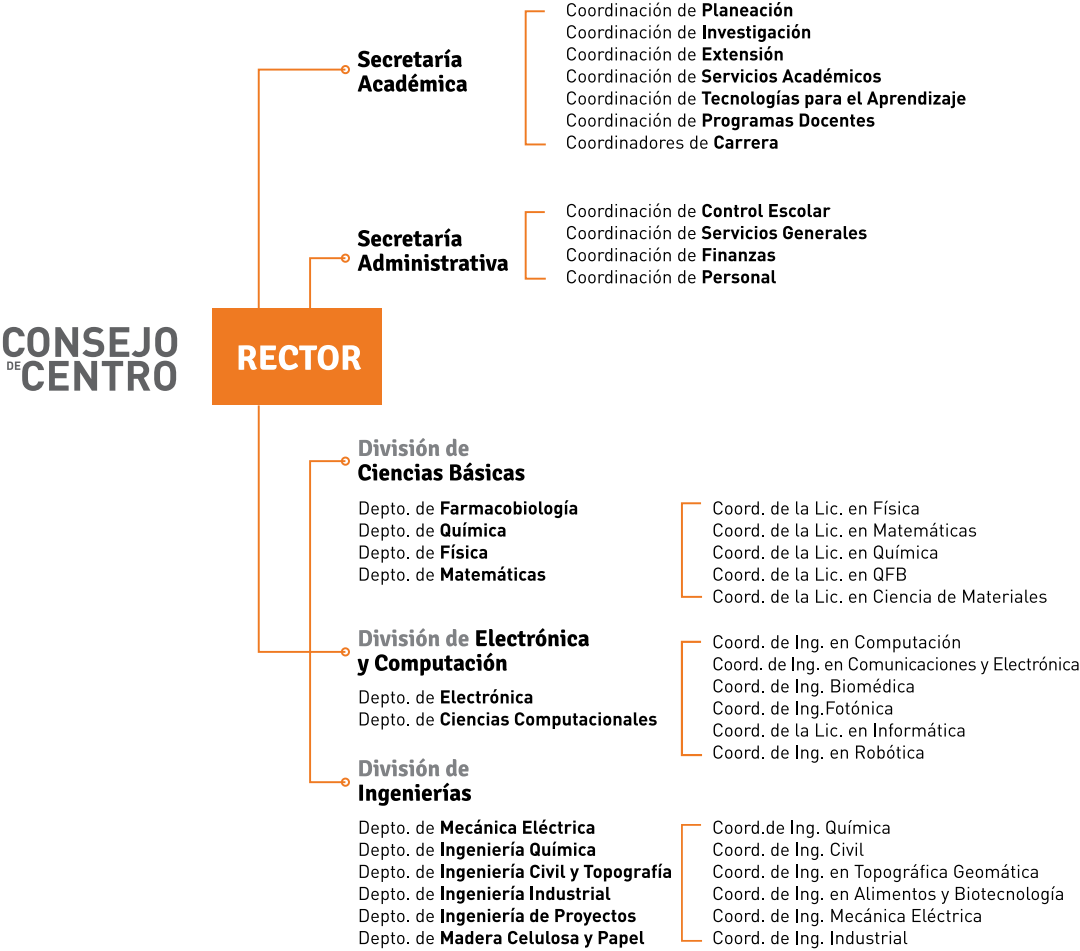 Secretaría
Académica
Coordinación de Planeación
Coordinación de Investigación
Coordinación de Extensión
Coordinación de Servicios Académicos
Coordinación de Tecnologías para el Aprendizaje
Coordinación de Programas Docentes
Coordinadores de Carrera
Secretaría
Administrativa
Coordinación de Control Escolar
Coordinación de Servicios Generales
Coordinación de Finanzas
Coordinación de Personal
CONSEJO
DE CENTRO
RECTOR
División de
Ciencias Básicas
Depto. de Farmacobiología
Depto. de Química
Depto. de Física
Depto. de Matemáticas
Coord. de la Lic. en Física
Coord. de la Lic. en Matemáticas
Coord. de la Lic. en Química
Coord. de la Lic. en QFB
Coord. de la Lic. en Ciencia de Materiales
División de Electrónica
y Computación
Depto. de Electrónica
Depto. de Ciencias Computacionales
Coord. de Ing. en Computación
Coord. de Ing. en Comunicaciones y Electrónica
Coord. de Ing. Biomédica
Coord. de Ing.Fotónica
Coord. de la Lic. en Informática
Coord. de Ing. en Robótica
División de
Ingenierías
Depto. de Mecánica Eléctrica
Depto. de Ingeniería Química
Depto. de Ingeniería Civil y Topografía
Depto. de Ingeniería Industrial
Depto. de Ingeniería de Proyectos
Depto. de Madera Celulosa y Papel
Coord.de Ing. Química
Coord. de Ing. Civil
Coord. de Ing. en Topográfica Geomática
Coord. de Ing. en Alimentos y Biotecnología
Coord. de Ing. Mecánica Eléctrica
Coord. de Ing. Industrial